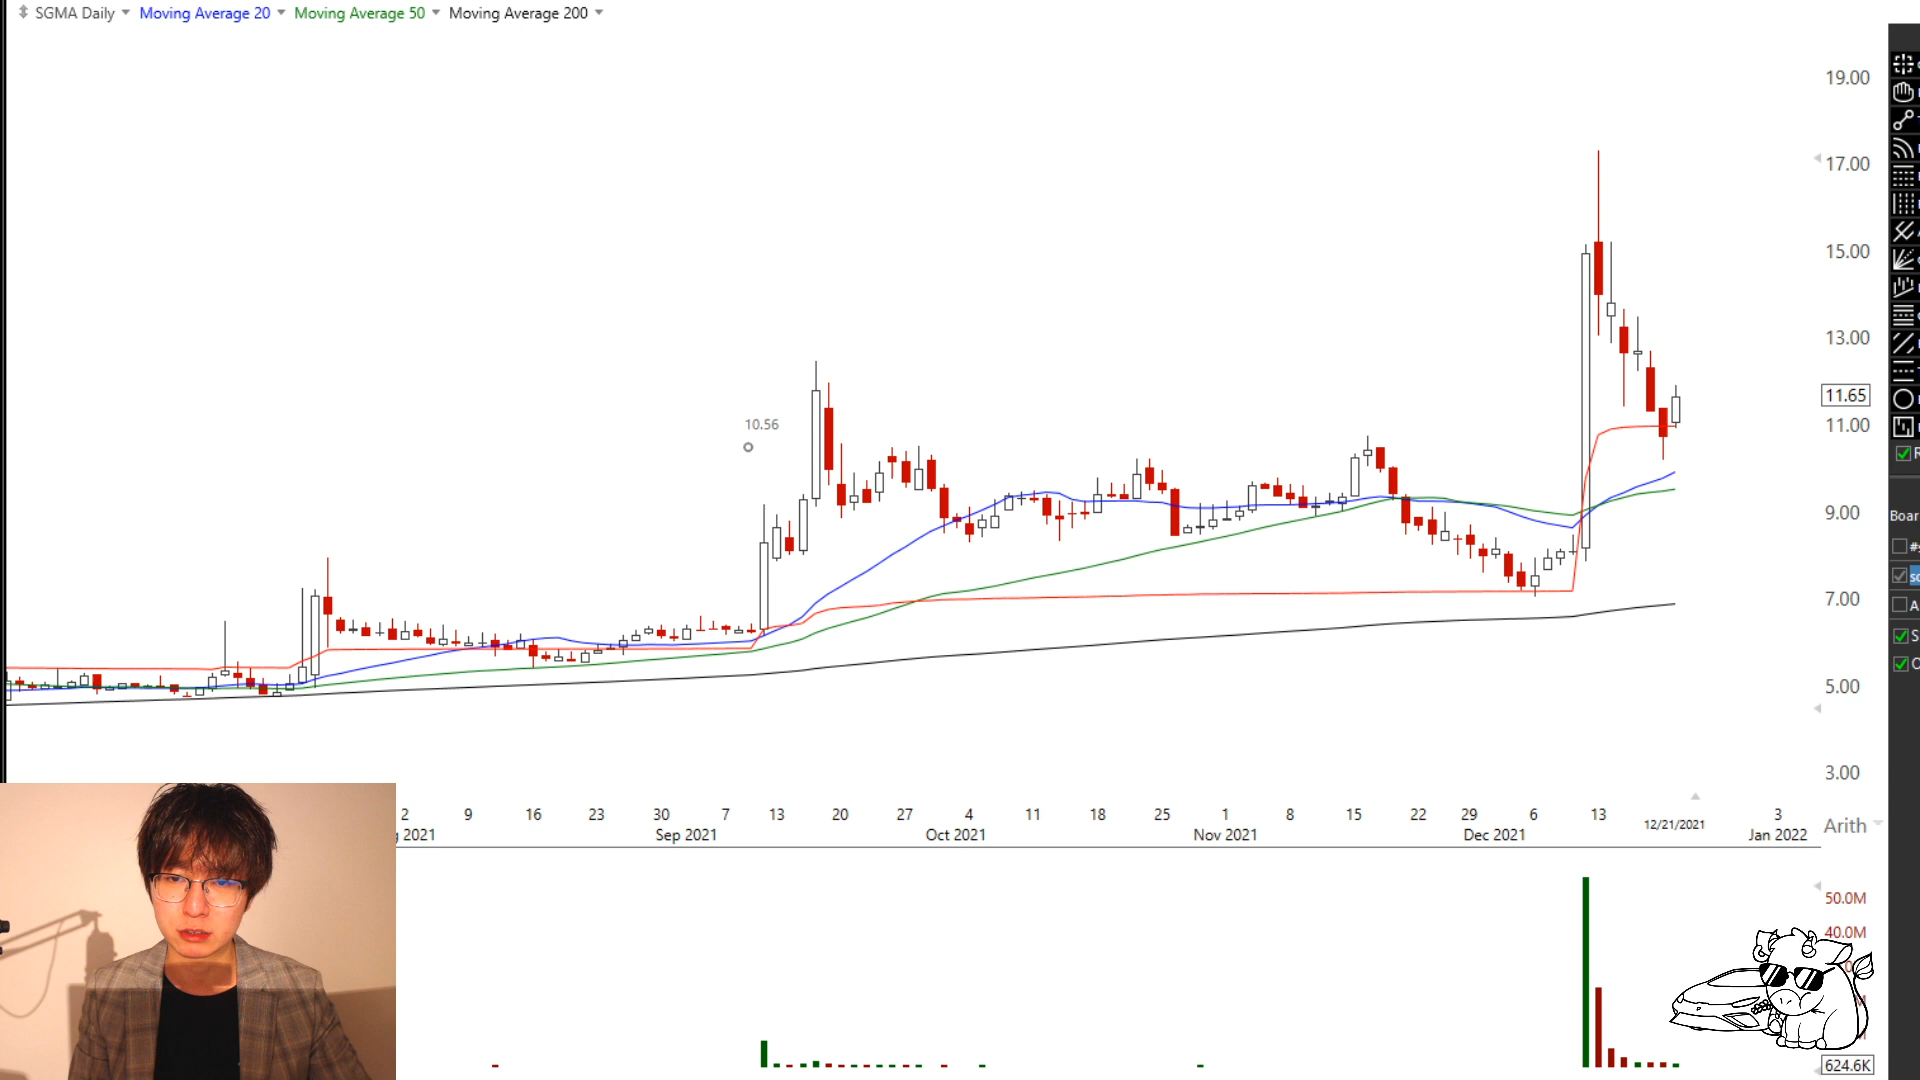 SGMA Daily Moving Average 20 Moving Average 50 Moving Average 200
19.00
17.00
15.00
13.00
11.65
11.00
10.56
9.00
7.00
5.00
3.00
Boar
#
A
S
2 9 16 23 30 7 13 20 27 4 11 18 25 1 8 15 22 29 6 13 12/21/2021 3
2021 Sep 2021 Oct 2021 Nov 2021 Dec 2021 Jan 2022
Arith
50.0M
40.0M
624.6K